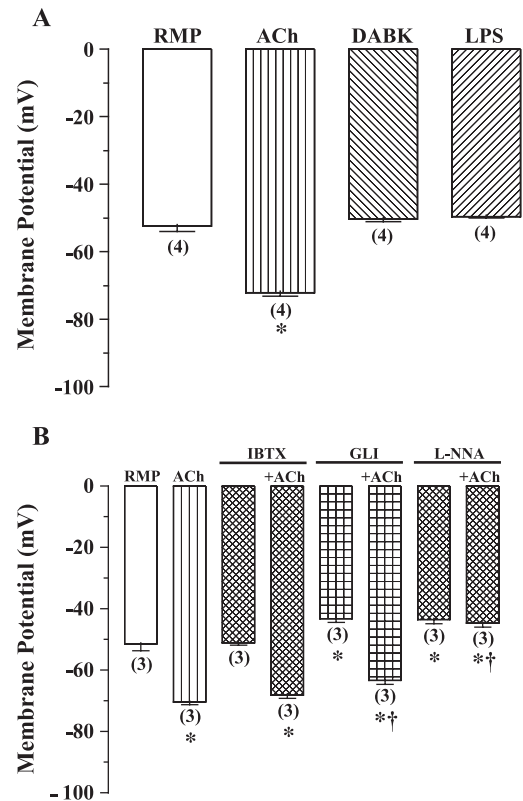 A
RMP ACh DABK LPS
0
-20
-40
-60
-80
-100
Membrane Potential (mV)
(4) (4) (4) (4)
*
B
IBTX GLI L-NNA
RMP ACh +ACh +ACh +ACh
0
-20
-40
-60
-80
-100
Membrane Potential (mV)
(3) (3) (3) (3) (3) (3) (3) (3)
* * * *† * *†